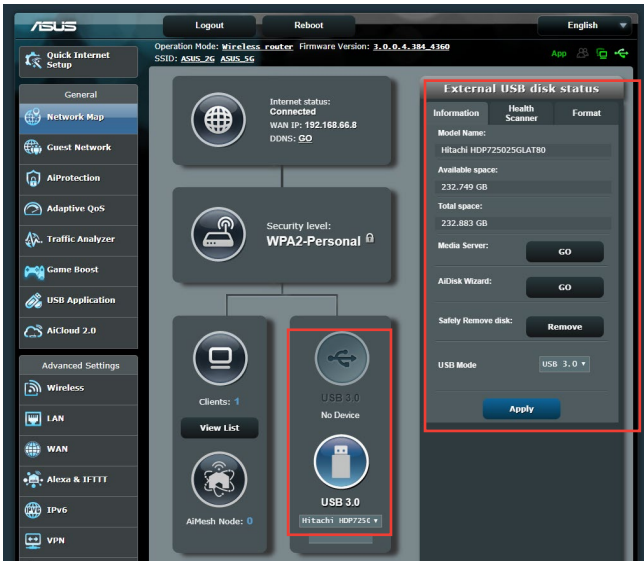 ASUS
Logout
Reboot
English
Operation Mode: Wireless router Firmware Version: 3.0.0.4.384_4360
SSID: ASUS_2G ASUS_5G
App
Quick Internet
Setup
General
Network Map
Guest Network
AiProtection
Adaptive QoS
Traffic Analyzer
Game Boost
USB Application
AiCloud 2.0
Advanced Settings
Wireless
LAN
WAN
Alexa & IFTTT
IPv6
VPN
Internet status:
Connected
WAN IP: 192.168.66.8
DDNS: GO
Security level:
WPA2-Personal
Clients: 1
View List
AiMesh Node: 0
USB 3.0
No Device
USB 3.0
Hitachi HDP725C
External USB disk status
Information
Health
Scanner
Format
Model Name:
Hitachi HDP725025GLAT80
Available space:
232.749 GB
Total space:
232.883 GB
Media Server:
GO
AiDisk Wizard:
GO
Safely Remove disk:
Remove
USB Mode
USB 3.0
Apply